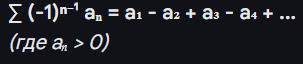 ∑ (-1)ⁿ⁻¹ aₙ = a₁ - a₂ + a₃ - a₄ + ...
(где aₙ > 0)